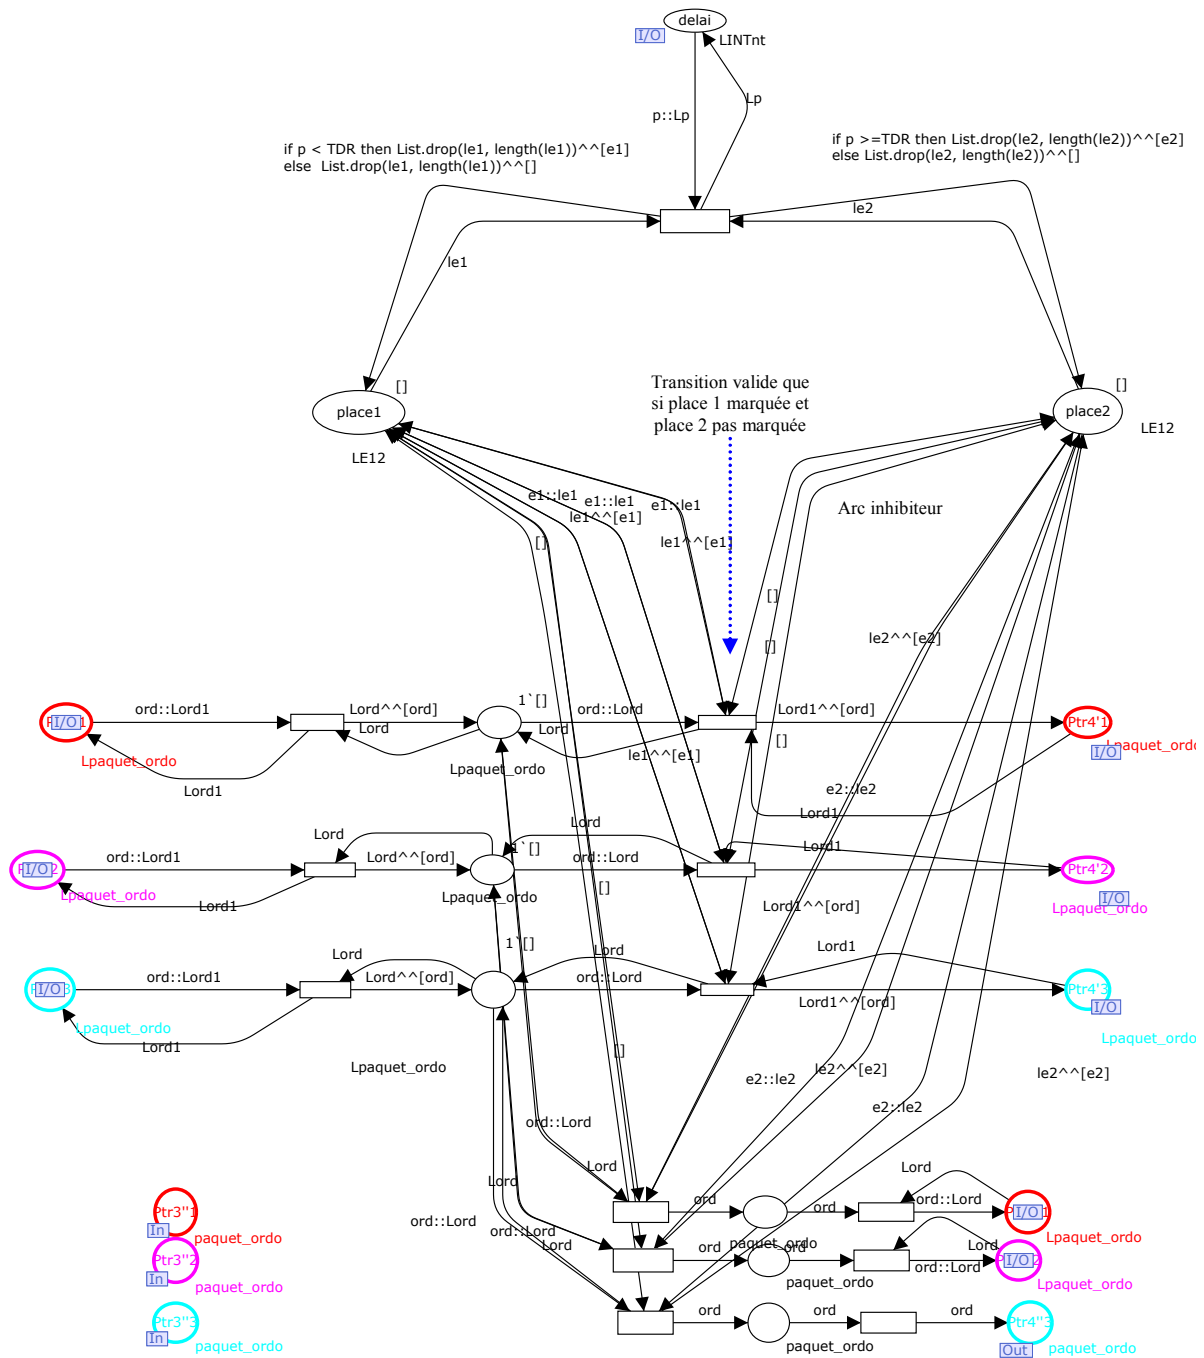 delai
I/O
LINTnt
Lp
p::Lp
if p < TDR then List.drop(le1, length(le1))^^[e1]
else List.drop(le1, length(le1))^^[]
if p >=TDR then List.drop(le2, length(le2))^^[e2]
else List.drop(le2, length(le2))^^[]
le2
le1
Transition valide que
si place 1 marquée et
place 2 pas marquée
[]
place1
LE12
[]
place2
LE12
e1::le1
e1::le1
e1::le1
le1^^[e1]
le1^^[e1]
Arc inhibiteur
[]
[]
[]
le2^^[e2]
I/O
ord::Lord1
Lord^^[ord]
Lord
1`[]
ord::Lord
Lord
Lord1^^[ord]
Ptr4'1
Lpaquet_ordo
I/O
Lpaquet_ordo
Lord1
Lpaquet_ordo
le1^^[e1]
[]
e2::le2
Lord1
I/O
ord::Lord1
Lord
Lord^^[ord]
1`[]
Lord
ord::Lord
Lord1
Ptr4'2
Lpaquet_ordo
Lord1
Lpaquet_ordo
[]
I/O
Lpaquet_ordo
Lord1^^[ord]
I/O
ord::Lord1
Lord
Lord^^[ord]
1`[]
Lord
ord::Lord
Lord1
Ptr4'3
I/O
Lord1^^[ord]
Lpaquet_ordo
Lord1
Lpaquet_ordo
[]
Lpaquet_ordo
e2::le2
le2^^[e2]
le2^^[e2]
e2::le2
ord::Lord
Lord
Lord
ord::Lord
ord::Lord
Lord
Ptr3"1
In
paquet_ordo
ord
paquet_ordo
ord
Lord
ord::Lord
I/O
Lpaquet_ordo
Ptr3"2
In
paquet_ordo
ord
paquet_ordo
ord
Lord
ord::Lord
I/O
Lpaquet_ordo
Ptr3"3
In
paquet_ordo
ord
paquet_ordo
ord
ord
Ptr4"3
Out
paquet_ordo